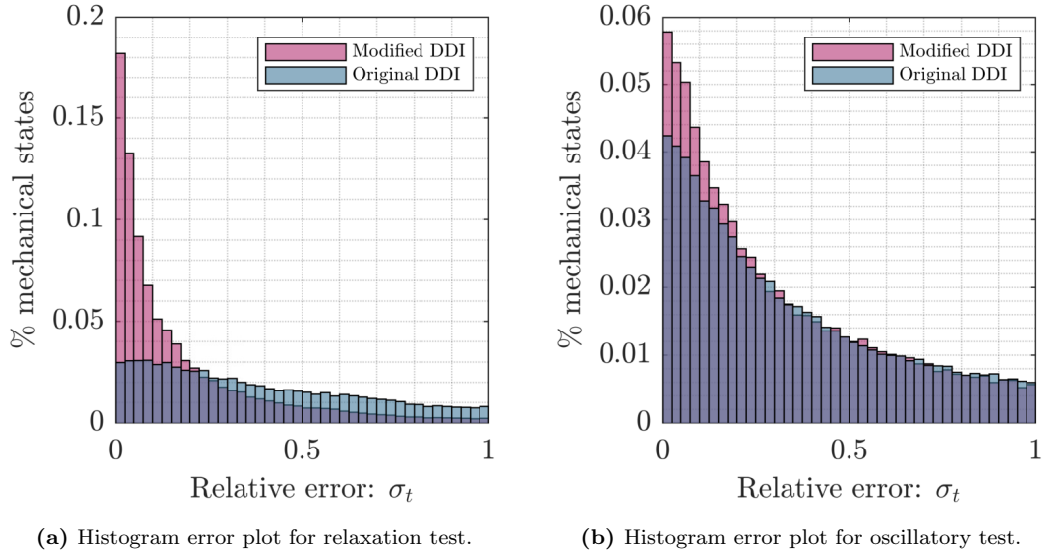 0.2
0.15
0.1
0.05
0
% mechanical states
Modified DDI
Original DDI
0
0.5
1
Relative error: σt
(a) Histogram error plot for relaxation test.
0.06
0.05
0.04
0.03
0.02
0.01
0
% mechanical states
Modified DDI
Original DDI
0
0.5
1
Relative error: σt
(b) Histogram error plot for oscillatory test.